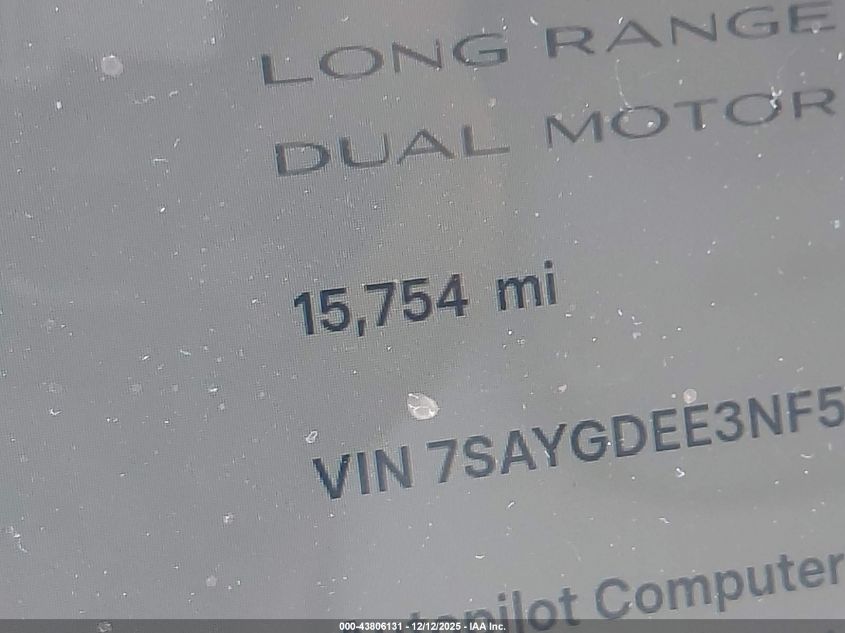 LONG RANGE
DUAL MOTOR
15,754 mi
VIN 7SAYGDEE3NF5
Computer
000-43806131 - 12/12/2025 - IAA Inc.